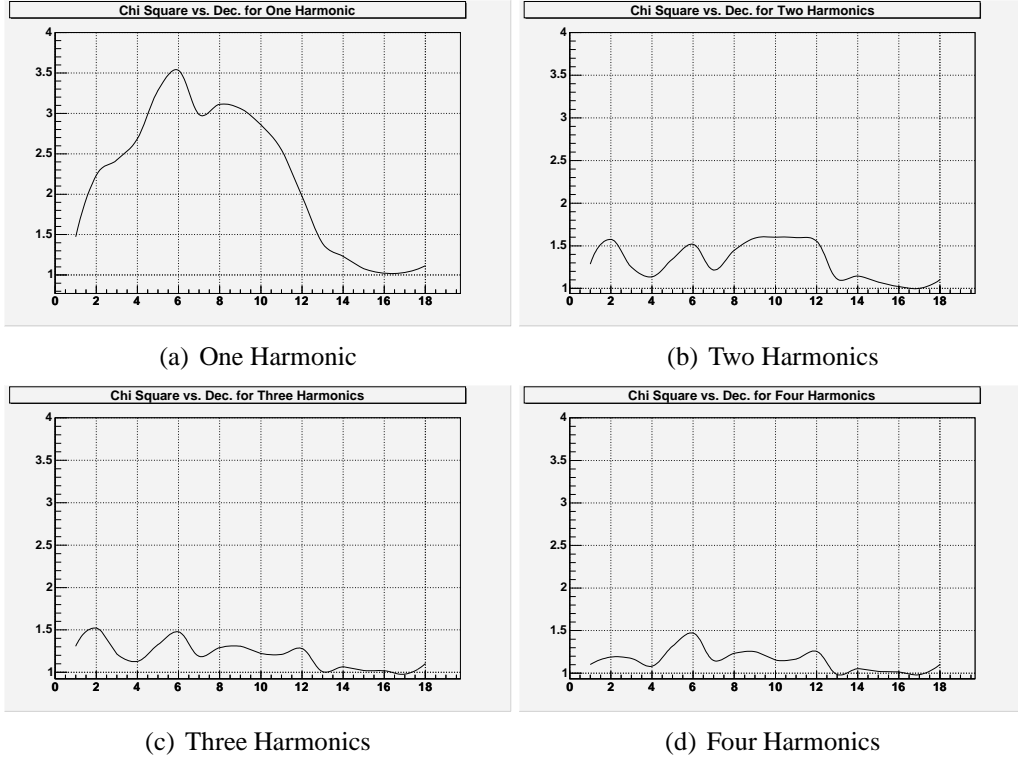 Chi Square vs. Dec. for One Harmonic
4
3.5
3
2.5
2
1.5
1
0 2 4 6 8 10 12 14 16 18
(a) One Harmonic
Chi Square vs. Dec. for Two Harmonics
4
3.5
3
2.5
2
1.5
1
0 2 4 6 8 10 12 14 16 18
(b) Two Harmonics
Chi Square vs. Dec. for Three Harmonics
4
3.5
3
2.5
2
1.5
1
0 2 4 6 8 10 12 14 16 18
(c) Three Harmonics
Chi Square vs. Dec. for Four Harmonics
4
3.5
3
2.5
2
1.5
1
0 2 4 6 8 10 12 14 16 18
(d) Four Harmonics